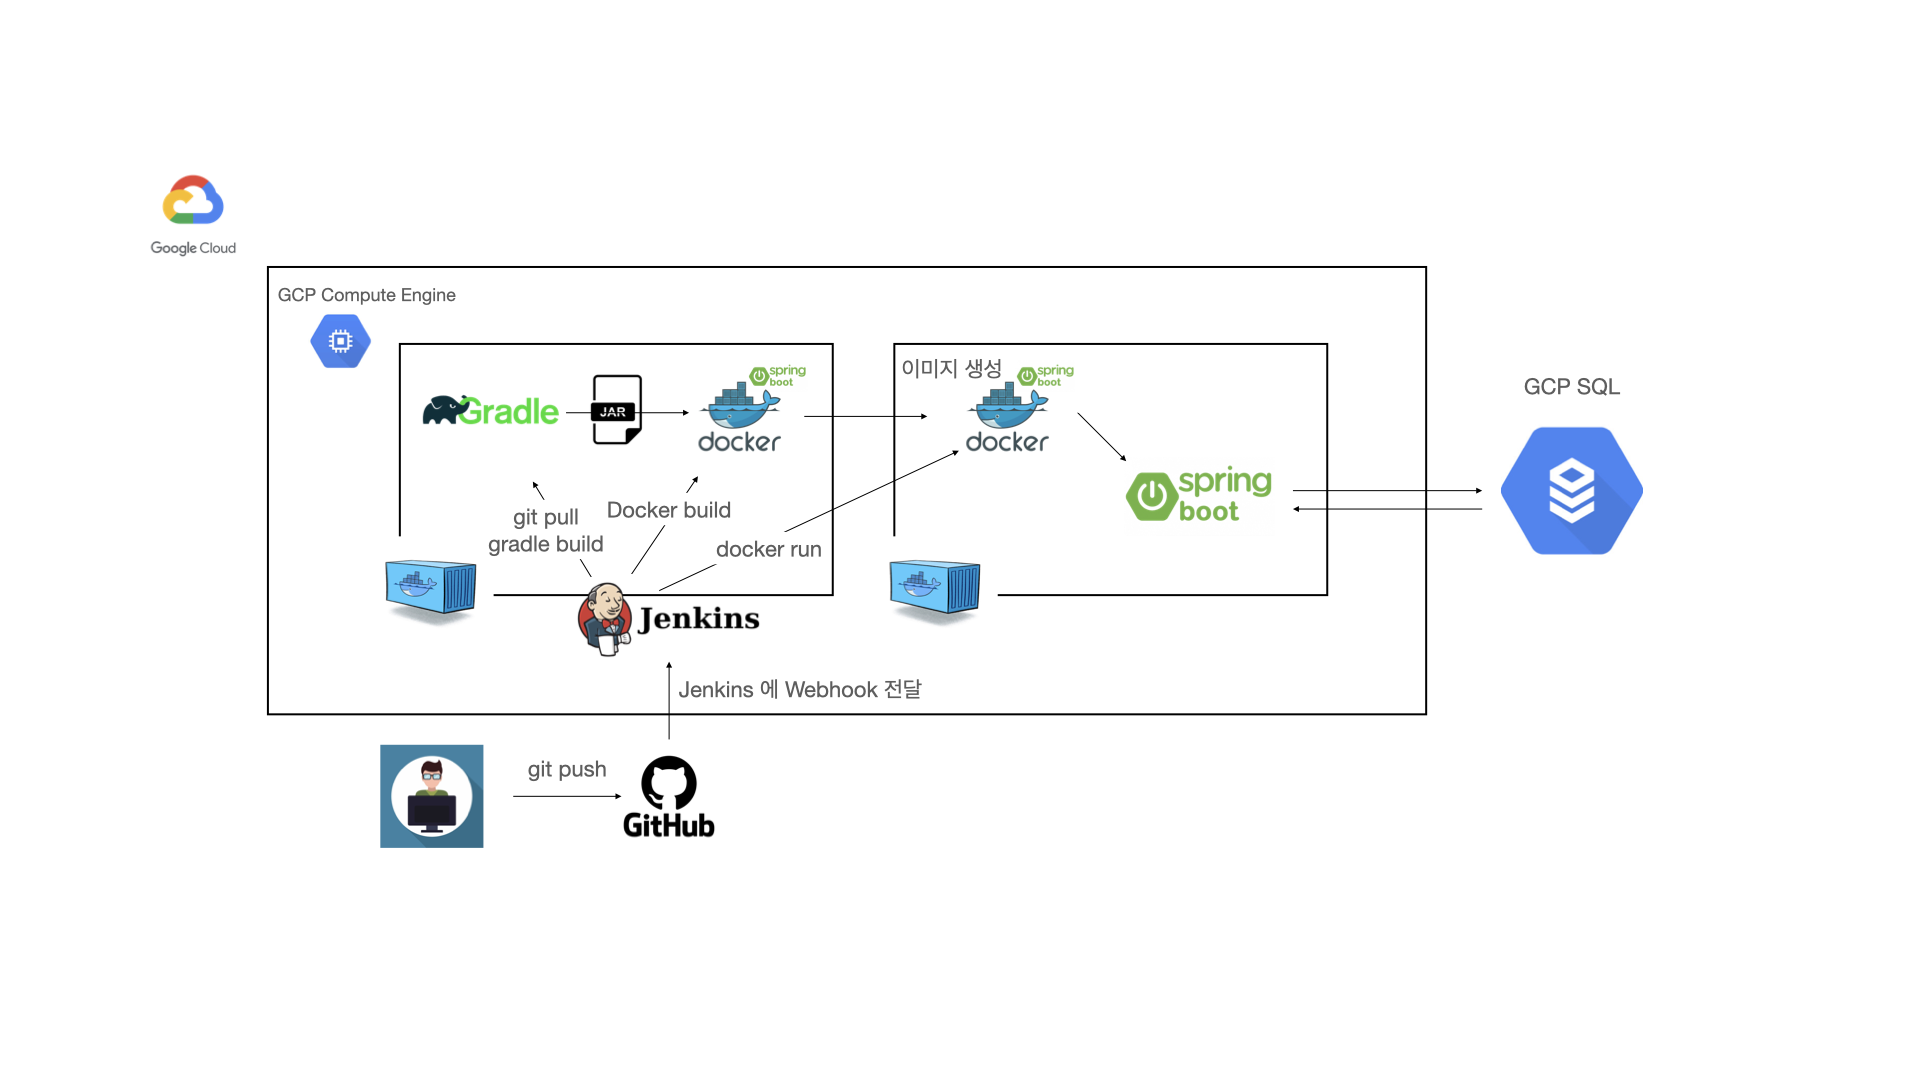 Google Cloud
GCP Compute Engine
Gradle
JAR
spring
boot
docker
이미지 생성
spring
boot
docker
spring
boot
GCP SQL
git pull
gradle build
Docker build
docker run
Jenkins
Jenkins 에 Webhook 전달
git push
GitHub